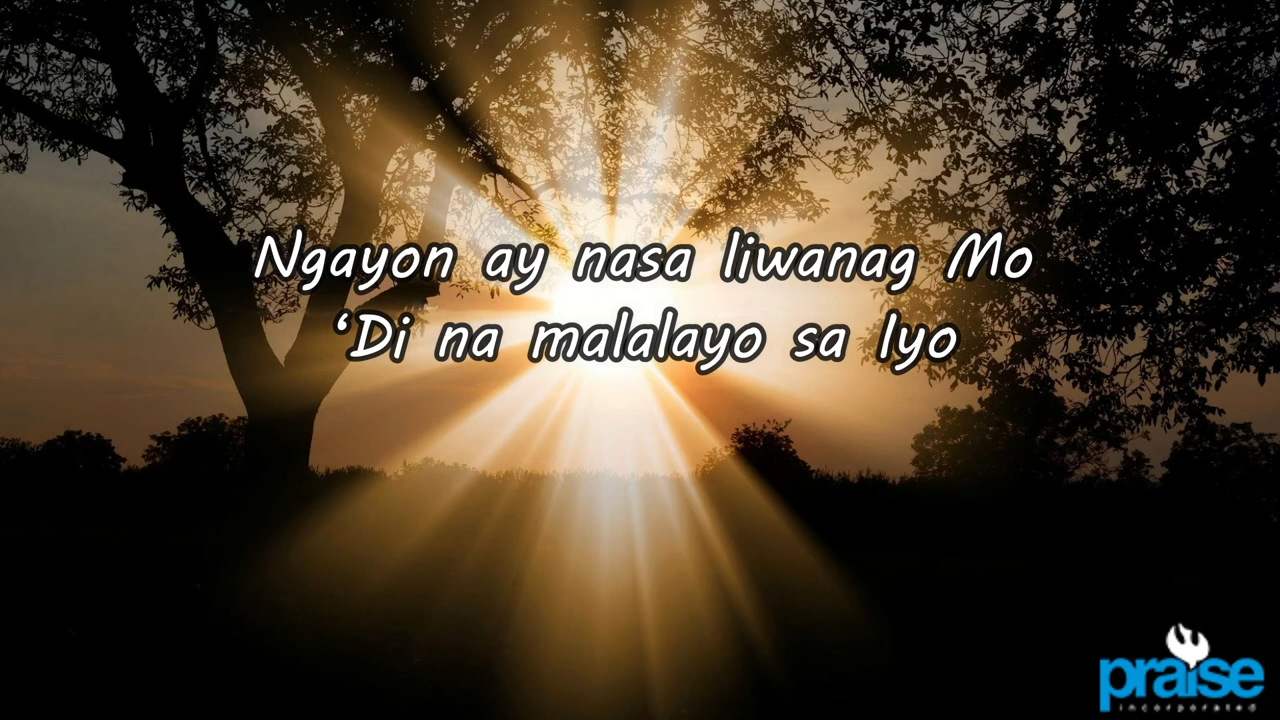 Ngayon ay nasa liwanag Mo
‘Di na malalayo sa Iyo
praise
incorporated